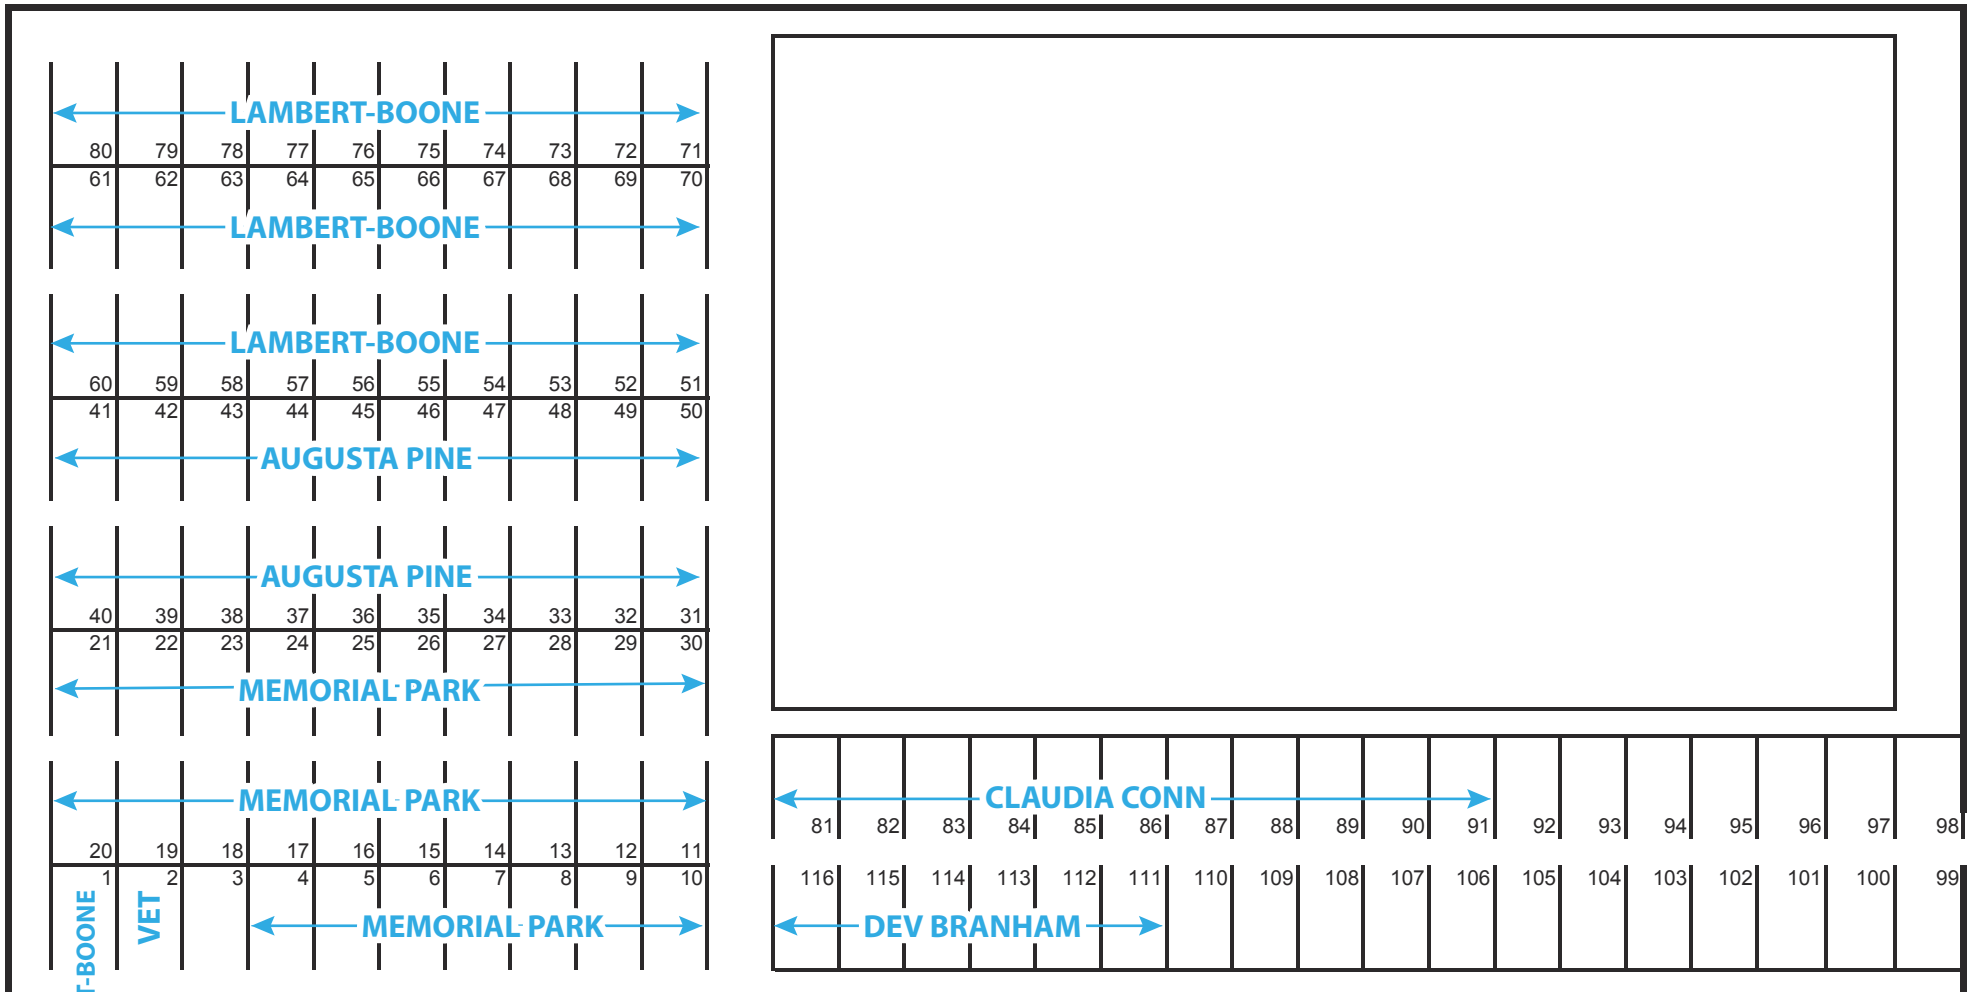 LAMBERT-BOONE
80 79 78 77 76 75 74 73 72 71
61 62 63 64 65 66 67 68 69 70
LAMBERT-BOONE
LAMBERT-BOONE
60 59 58 57 56 55 54 53 52 51
41 42 43 44 45 46 47 48 49 50
AUGUSTA PINE
AUGUSTA PINE
40 39 38 37 36 35 34 33 32 31
21 22 23 24 25 26 27 28 29 30
MEMORIAL PARK
MEMORIAL PARK
20 19 18 17 16 15 14 13 12 11
1 2 3 4 5 6 7 8 9 10
T-BOONE
VET
MEMORIAL PARK
CLAUDIA CONN
81 82 83 84 85 86 87 88 89 90 91 92 93 94 95 96 97 98
116 115 114 113 112 111 110 109 108 107 106 105 104 103 102 101 100 99
DEV BRANHAM